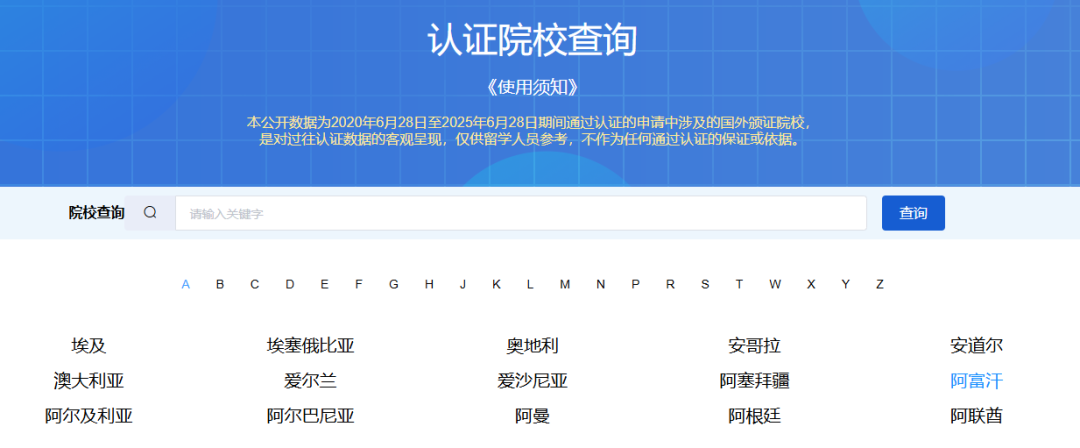 认证院校查询
《使用须知》
本公开数据为2020年6月28日至2025年6月28日期间通过认证的申请中涉及的国外颁证院校，
是对过往认证数据的客观呈现，仅供留学人员参考，不作为任何通过认证的保证或依据。
院校查询 请输入关键字 查询
A B C D E F G H J K L M N P R S T W X Y Z
埃及 埃塞俄比亚 奥地利 安哥拉 安道尔
澳大利亚 爱尔兰 爱沙尼亚 阿塞拜疆 阿富汗
阿尔及利亚 阿尔巴尼亚 阿曼 阿根廷 阿联酋